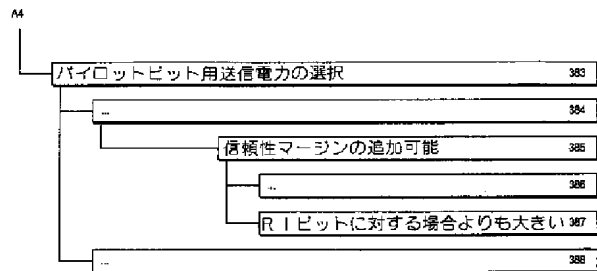 A4
パイロットビット用送信電力の選択 383
... 384
信頼性マージンの追加可能 385
... 386
RIビットに対する場合よりも大きい 387
... 388